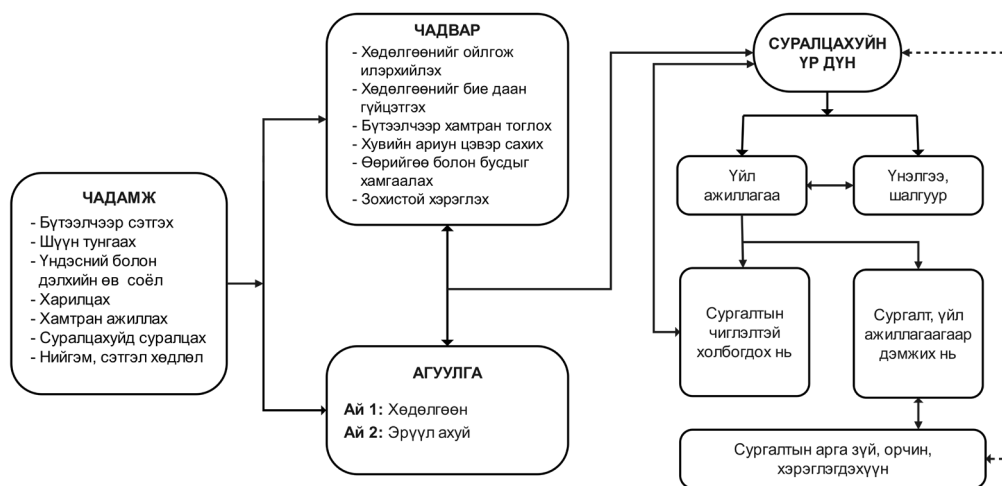 ЧАДАМЖ
- Бүтээлчээр сэтгэх
- Шүүн тунгаах
- Үндэсний болон
дэлхийн өв соёл
- Харилцах
- Хамтран ажиллах
- Суралцахуйд суралцах
- Нийгэм, сэтгэл хөдлөл
ЧАДВАР
- Хөдөлгөөнийг ойлгож
илэрхийлэх
- Хөдөлгөөнийг бие даан
гүйцэтгэх
- Бүтээлчээр хамтран тоглох
- Хувийн ариун цэвэр сахих
- Өөрийгөө болон бусдыг
хамгаалах
- Зохистой хэрэглэх
АГУУЛГА
Ай 1: Хөдөлгөөн
Ай 2: Эрүүл ахуй
СУРАЛЦАХУЙН
ҮР ДҮН
Үйл
ажиллагаа
Үнэлгээ,
шалгуур
Сургалтын
чиглэлтэй
холбогдох нь
Сургалт, үйл
ажиллагаагаар
дэмжих нь
Сургалтын арга зүй, орчин,
хэрэглэгдэхүүн